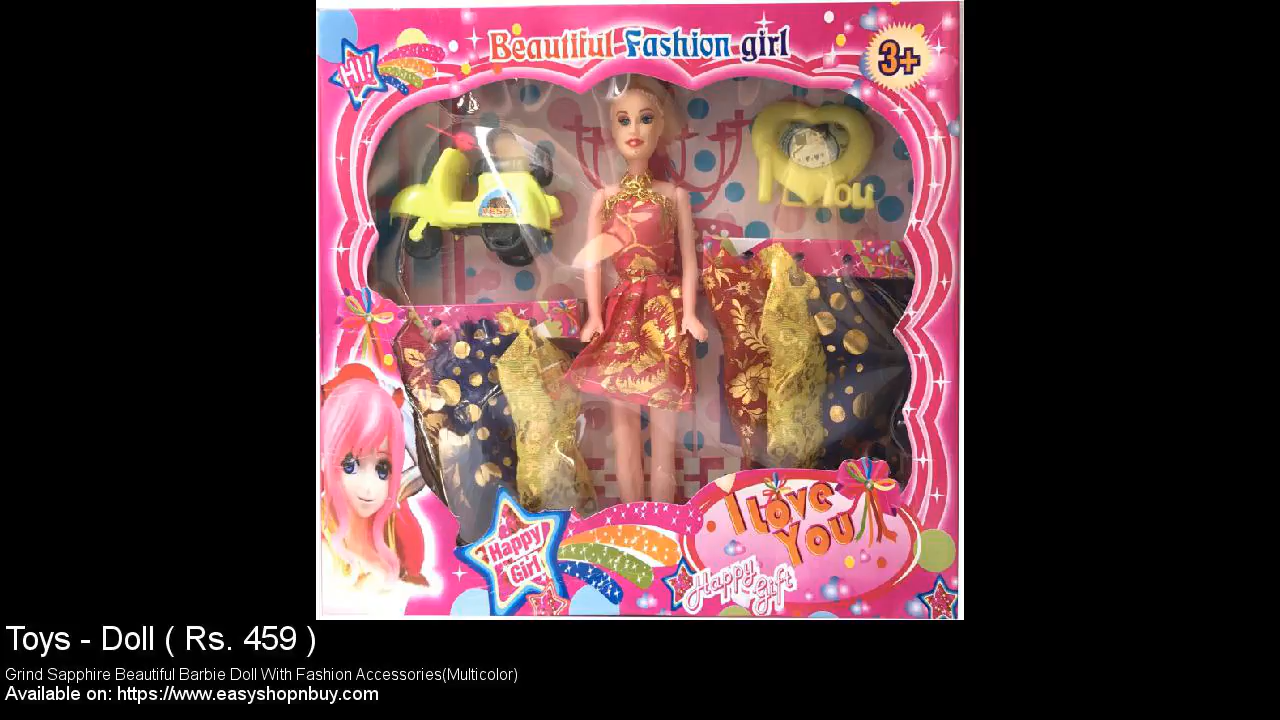 Beautiful Fashion girl
3+
HI!
I
You
I LOVE
YOU
Happy
Girl
Happy
Gift
Toys - Doll ( Rs. 459 )
Grind Sapphire Beautiful Barbie Doll With Fashion Accessories(Multicolor)
Available on: https://www.easyshopnbuy.com